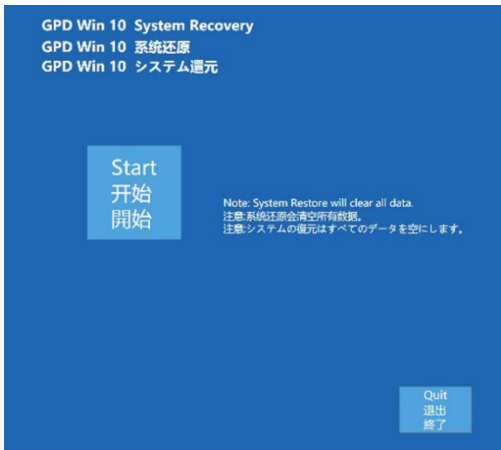 GPD Win 10 System Recovery
GPD Win 10 系统还原
GPD Win 10 システム還元
Start
开始
開始
Note: System Restore will clear all data.
注意:系统还原会清空所有数据。
注意:システムの復元はすべてのデータを空にします。
Quit
退出
終了